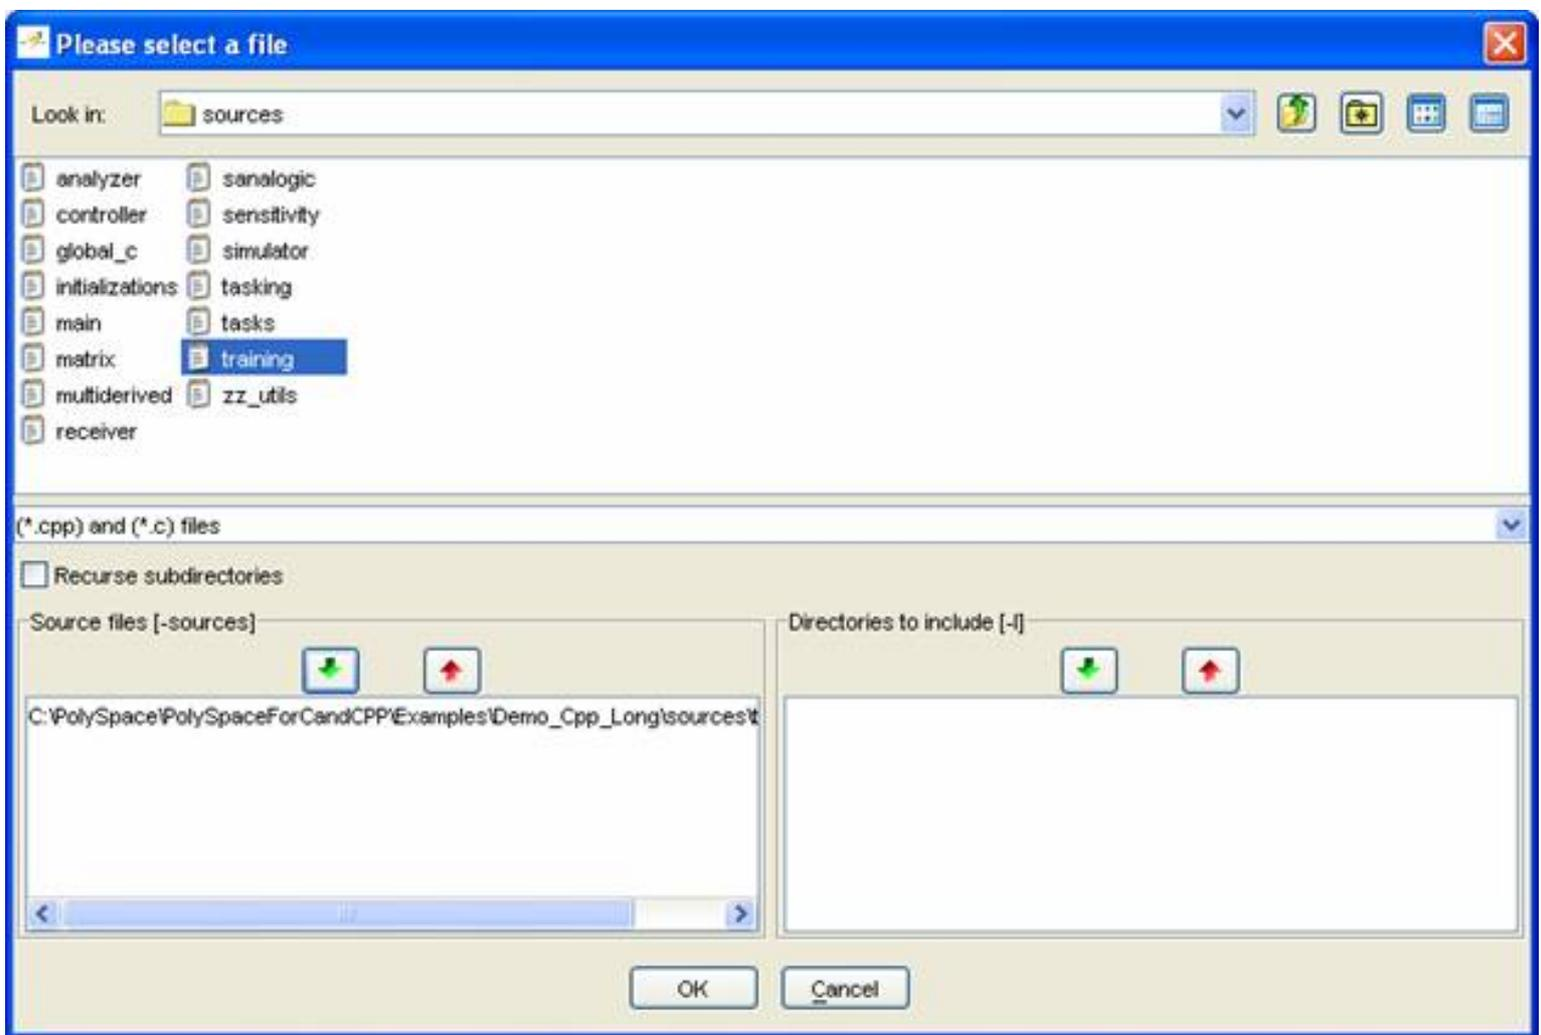 Please select a file
Look in: sources
analyzer sanalogic
controller sensitivity
global_c simulator
initializations tasking
main tasks
matrix training
multiderived zz_utils
receiver
(*.cpp) and (*.c) files
Recurse subdirectories
Source files [-sources] Directories to include [-I]
C:\PolySpace\PolySpaceForCandCPP\Examples\Demo_Cpp_Long\sources\t
OK Cancel